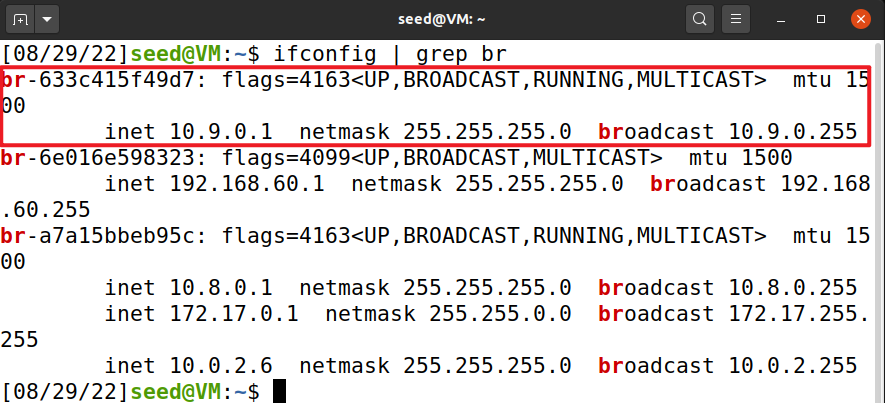 seed@VM: ~
[08/29/22]seed@VM:~$ ifconfig | grep br
br-633c415f49d7: flags=4163<UP,BROADCAST,RUNNING,MULTICAST>  mtu 15
00
        inet 10.9.0.1  netmask 255.255.255.0  broadcast 10.9.0.255
br-6e016e598323: flags=4099<UP,BROADCAST,MULTICAST>  mtu 1500
        inet 192.168.60.1  netmask 255.255.255.0  broadcast 192.168
.60.255
br-a7a15bbeb95c: flags=4163<UP,BROADCAST,RUNNING,MULTICAST>  mtu 15
00
        inet 10.8.0.1  netmask 255.255.255.0  broadcast 10.8.0.255
        inet 172.17.0.1  netmask 255.255.0.0  broadcast 172.17.255.
255
        inet 10.0.2.6  netmask 255.255.255.0  broadcast 10.0.2.255
[08/29/22]seed@VM:~$